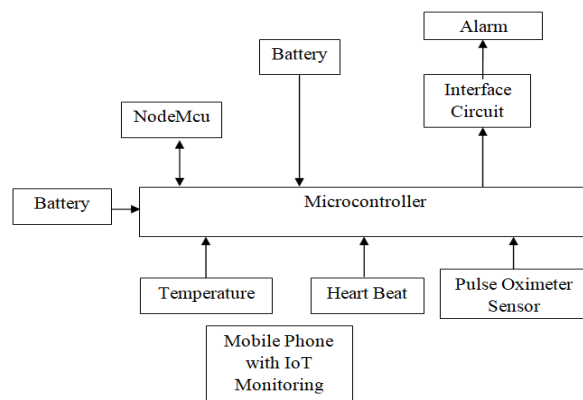 Alarm
Battery
Interface
Circuit
NodeMcu
Battery
Microcontroller
Temperature
Heart Beat
Pulse Oximeter
Sensor
Mobile Phone
with IoT
Monitoring